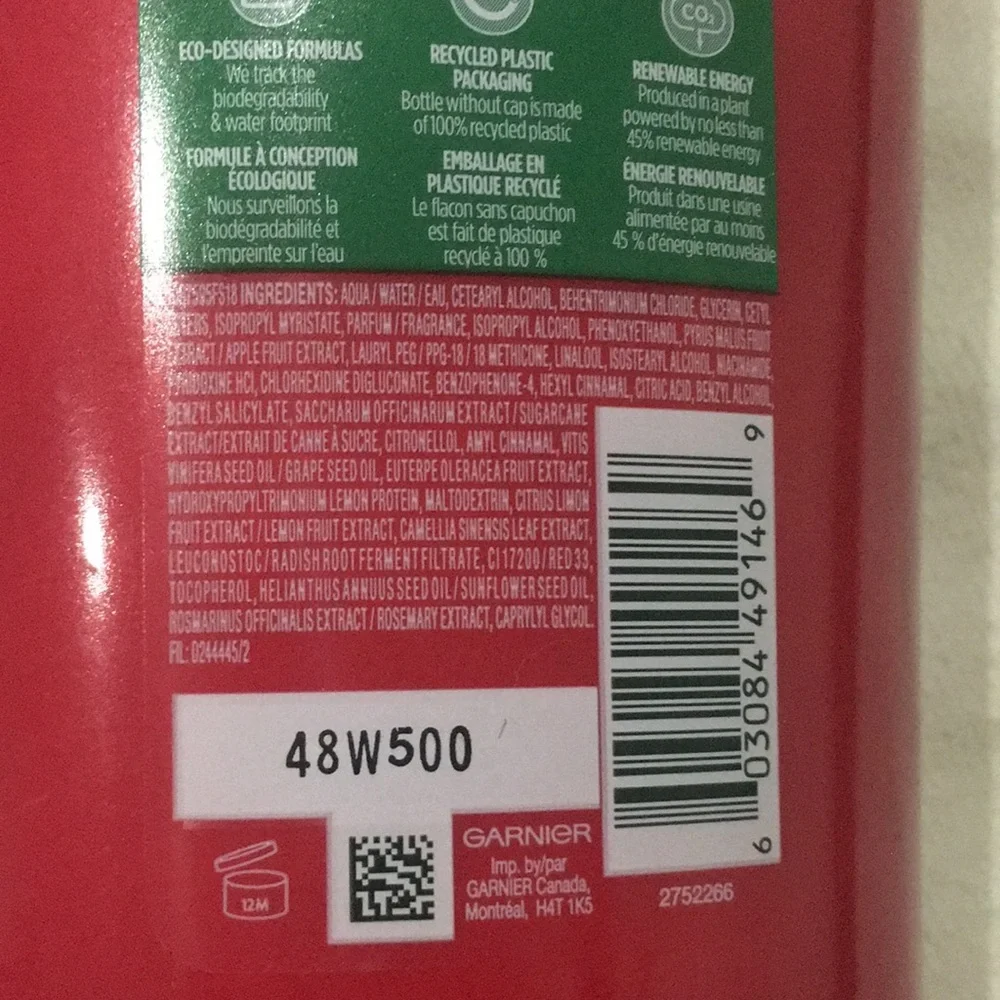 CO₂
ECO-DESIGNED FORMULAS
We track the
biodegradability
& water footprint
FORMULE À CONCEPTION
ÉCOLOGIQUE
Nous surveillons la
biodégradabilité et
l'empreinte sur l'eau
RECYCLED PLASTIC
PACKAGING
Bottle without cap is made
of 100% recycled plastic
EMBALLAGE EN
PLASTIQUE RECYCLÉ
Le flacon sans capuchon
est fait de plastique
recyclé à 100 %
RENEWABLE ENERGY
Produced in a plant
powered by no less than
45% renewable energy
ÉNERGIE RENOUVELABLE
Produit dans une usine
alimentée par au moins
45 % d'énergie renouvelable
INGREDIENTS: AQUA / WATER / EAU, CETEARYL ALCOHOL, BEHENTRIMONIUM CHLORIDE, GLYCERIN, CETYL
ISOPROPYL MYRISTATE, PARFUM / FRAGRANCE, ISOPROPYL ALCOHOL, PHENOXYETHANOL, PYRUS MALUS FRUIT
EXTRACT / APPLE FRUIT EXTRACT, LAURYL PEG / PPG-18 / 18 METHICONE, LINALOOL, ISOSTEARYL ALCOHOL, NIACINAMIDE,
PYRIDOXINE HCl, CHLORHEXIDINE DIGLUCONATE, BENZOPHENONE-4, HEXYL CINNAMAL, CITRIC ACID, BENZYL ALCOHOL,
BENZYL SALICYLATE, SACCHARUM OFFICINARUM EXTRACT / SUGARCANE
EXTRACT/EXTRAIT DE CANNE À SUCRE, CITRONELLOL, AMYL CINNAMAL, VITIS
VINIFERA SEED OIL / GRAPE SEED OIL, EUTERPE OLERACEA FRUIT EXTRACT,
HYDROXYPROPYLTRIMONIUM LEMON PROTEIN, MALTODEXTRIN, CITRUS LIMON
FRUIT EXTRACT / LEMON FRUIT EXTRACT, CAMELLIA SINENSIS LEAF EXTRACT,
LEUCONOSTOC / RADISH ROOT FERMENT FILTRATE, CI 17200 / RED 33,
TOCOPHEROL, HELIANTHUS ANNUUS SEED OIL / SUNFLOWER SEED OIL,
ROSMARINUS OFFICINALIS EXTRACT / ROSEMARY EXTRACT, CAPRYLYL GLYCOL.
FIL: D244445/2
48W500
12M
GARNIER
Imp. by/par
GARNIER Canada,
Montréal, H4T 1K5
6 03084 49146 9
2752266